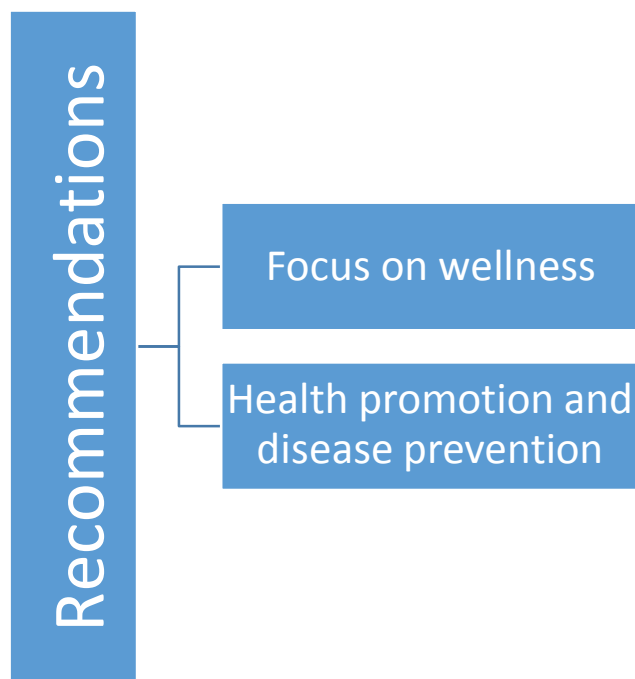 Recommendations
Focus on wellness
Health promotion and
disease prevention